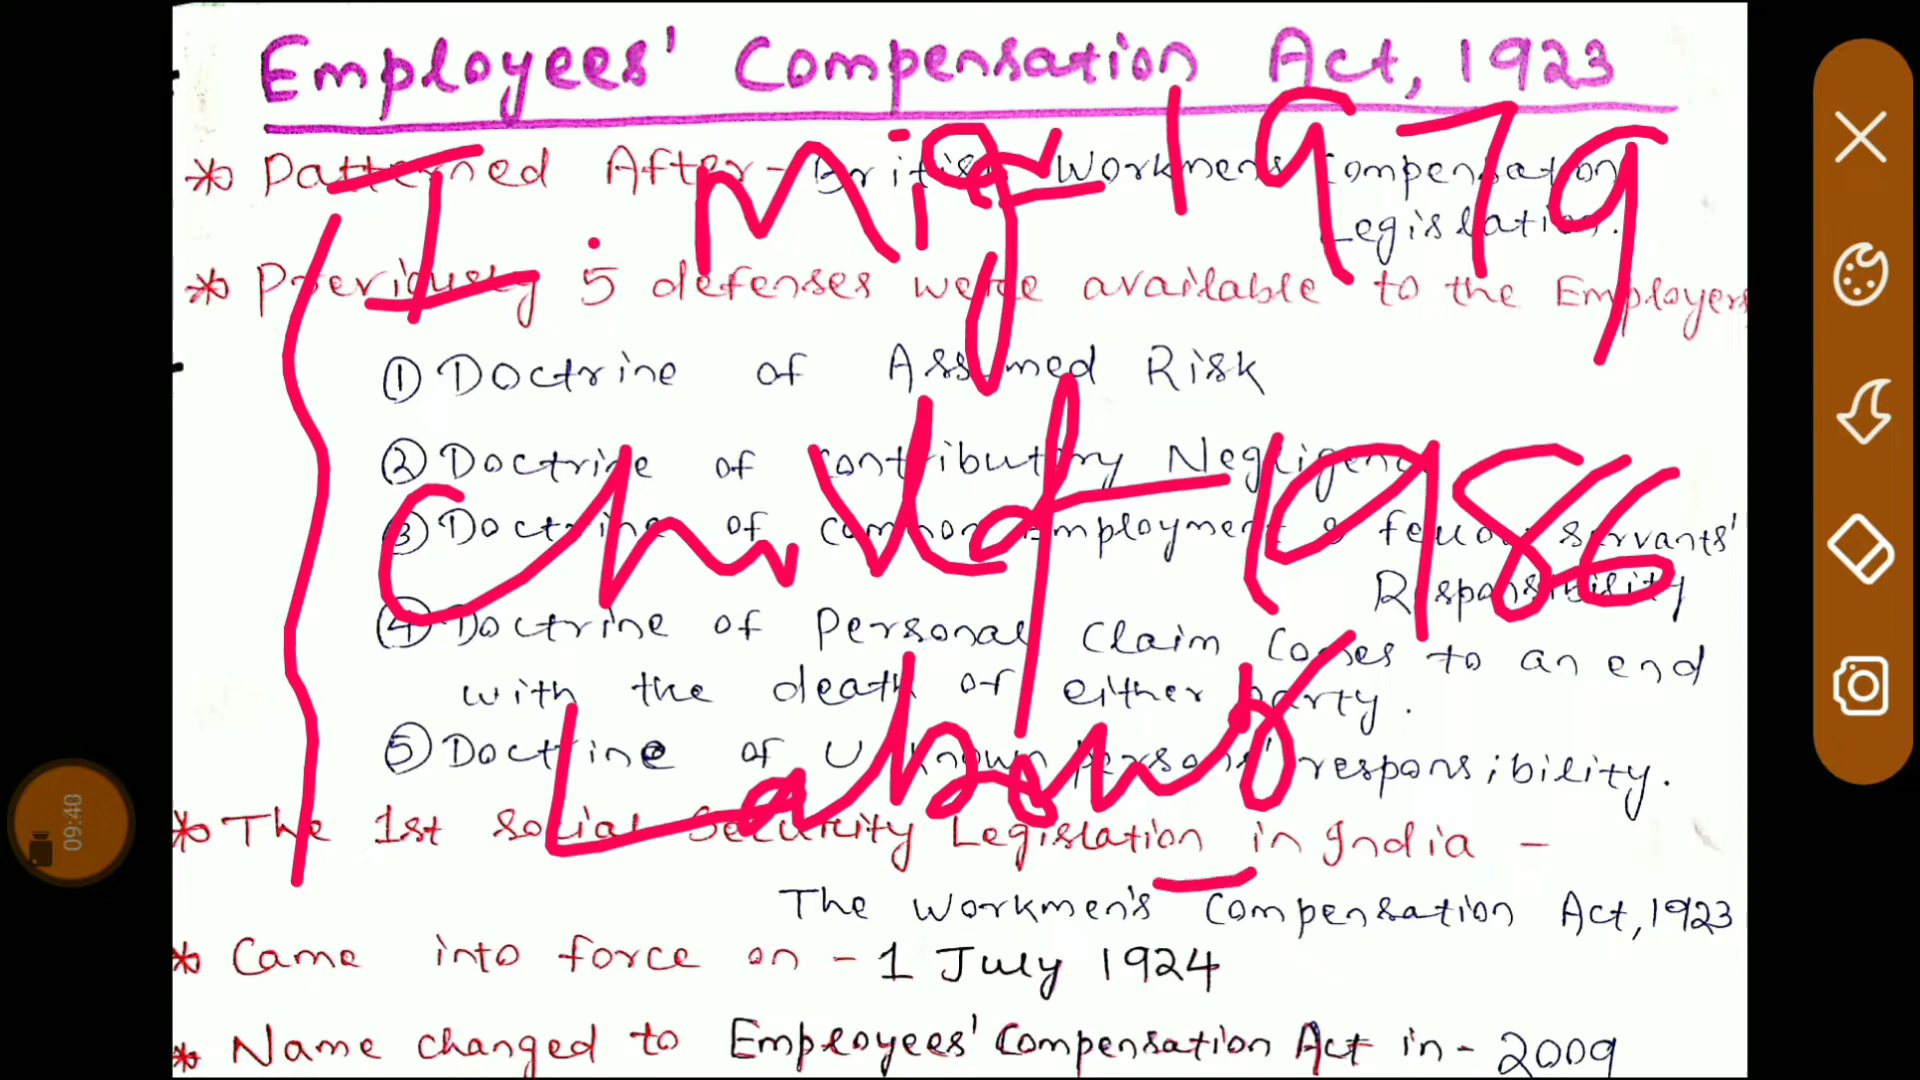 Employees' Compensation Act, 1923
* Patterned After - British Workmen's Compensation
Legislation.
* Previously 5 defenses were available to the Employers
① Doctrine of Assumed Risk
② Doctrine of Contributory Negligence
③ Doctrine of Common Employment & fellow servants'
Responsibility
④ Doctrine of Personal Claim Comes to an end
with the death of either party.
⑤ Doctrine of Unknown persons' responsibility.
* The 1st social Security Legislation in India -
The Workmen's Compensation Act, 1923
* Came into force on - 1 July 1924
* Name changed to Employees' Compensation Act in - 2009
I. Mig 1979
Child 1986
Labour
09:40